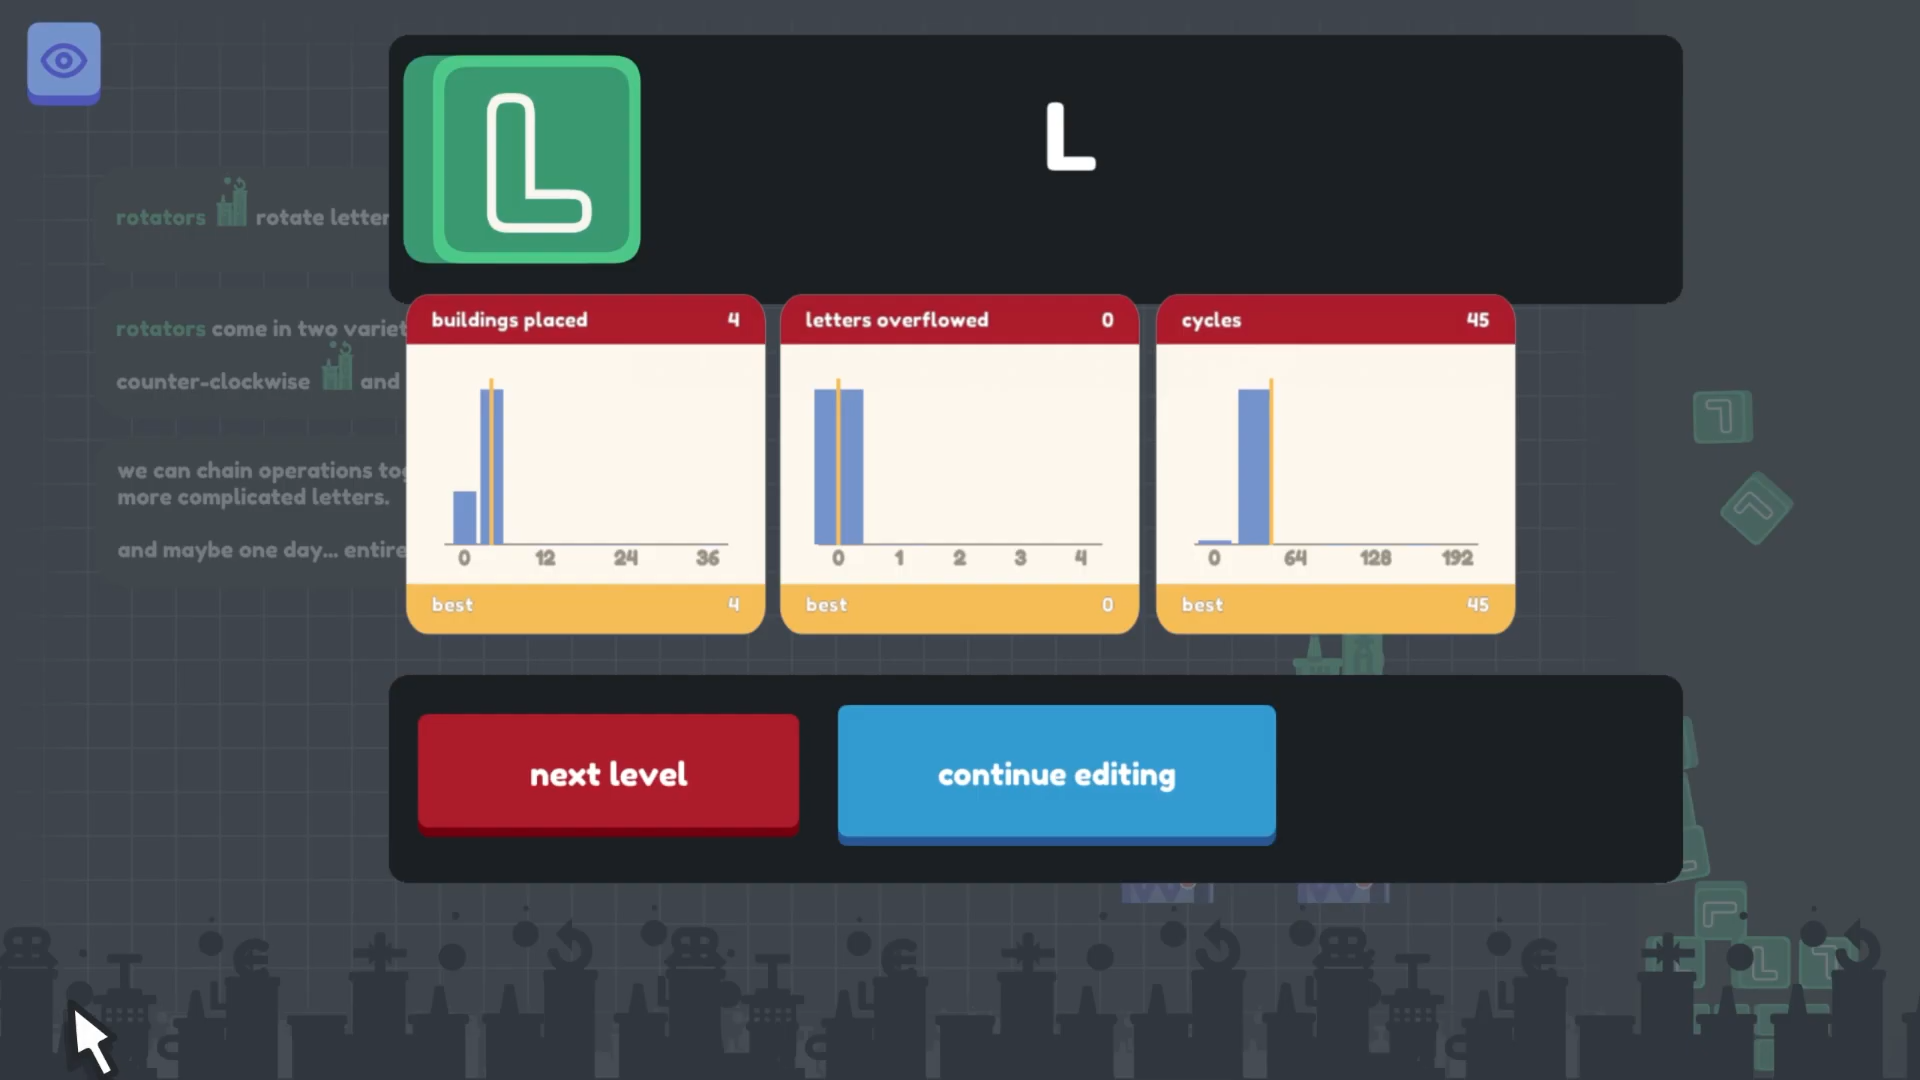 L
L
rotators rotate letter
rotators come in two variet
counter-clockwise and
we can chain operations tog
more complicated letters.
and maybe one day... entire
buildings placed 4
0 12 24 36
best 4
letters overflowed 0
0 1 2 3 4
best 0
cycles 45
0 64 128 192
best 45
next level
continue editing